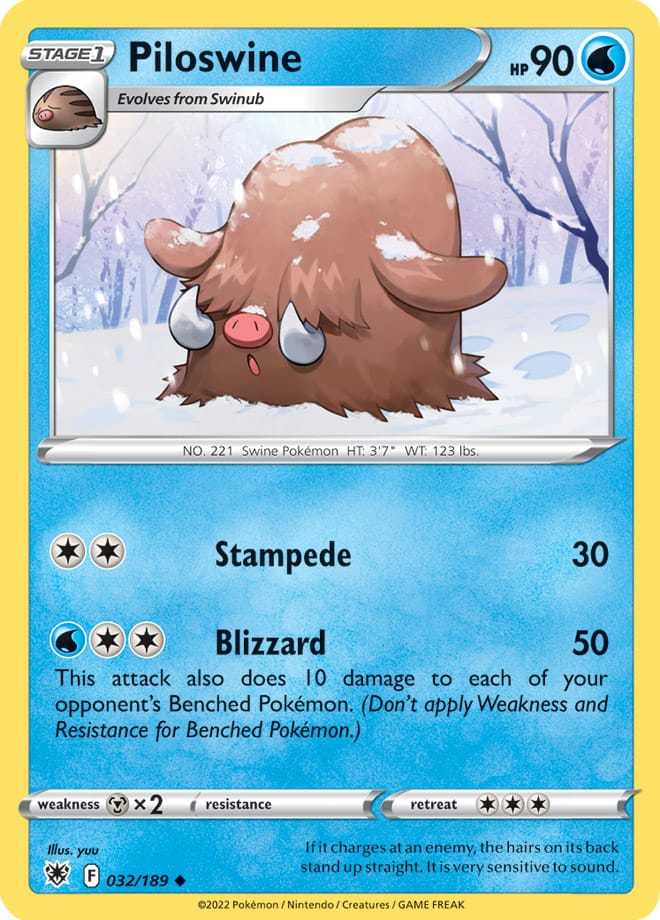 STAGE 1
Piloswine
HP 90
Evolves from Swinub
NO. 221 Swine Pokémon HT: 3'7" WT: 123 lbs.
Stampede 30
Blizzard 50
This attack also does 10 damage to each of your
opponent's Benched Pokémon. (Don't apply Weakness and
Resistance for Benched Pokémon.)
weakness ×2 resistance retreat
Illus. yuu
If it charges at an enemy, the hairs on its back
stand up straight. It is very sensitive to sound.
F 032/189
©2022 Pokémon / Nintendo / Creatures / GAME FREAK